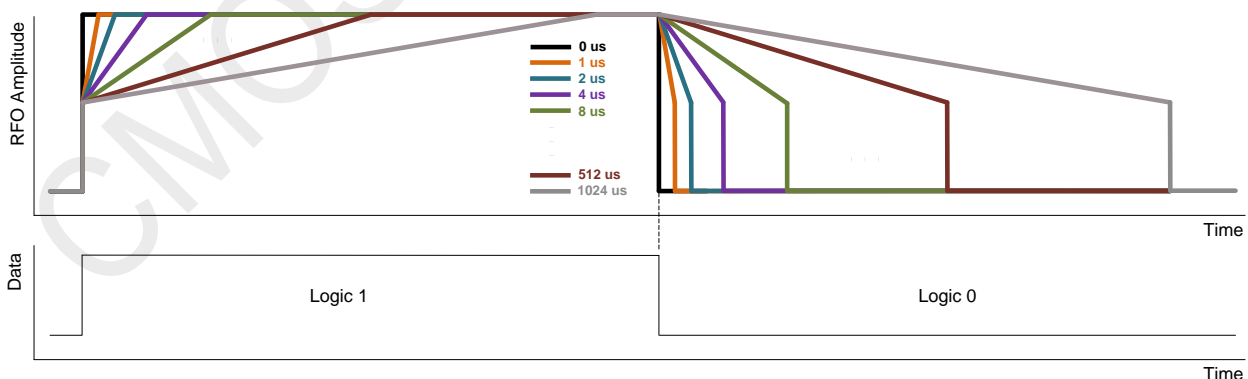 CMOS
RFO Amplitude
0 us
1 us
2 us
4 us
8 us
512 us
1024 us
Time
Data
Logic 1
Logic 0
Time